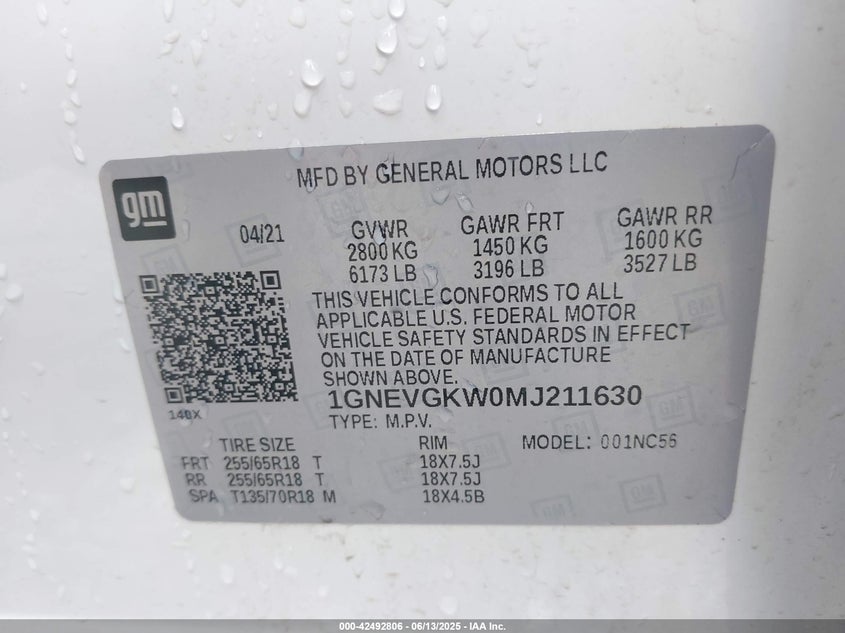 MFD BY GENERAL MOTORS LLC
gm
04/21
GVWR GAWR FRT GAWR RR
2800 KG 1450 KG 1600 KG
6173 LB 3196 LB 3527 LB
THIS VEHICLE CONFORMS TO ALL
APPLICABLE U.S. FEDERAL MOTOR
VEHICLE SAFETY STANDARDS IN EFFECT
ON THE DATE OF MANUFACTURE
SHOWN ABOVE.
1GNEVGKW0MJ211630
148X
TYPE: M.P.V.
TIRE SIZE RIM MODEL: 001NC56
FRT 255/65R18 T 18X7.5J
RR 255/65R18 T 18X7.5J
SPA T135/70R18 M 18X4.5B
000-42492806 - 06/13/2025 - IAA Inc.